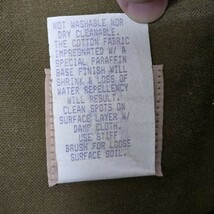 NOT WASHABLE NOR
DRY CLEANABLE.
THE COTTON FABRIC
IMPREGNATED W/ A
SPECIAL PARAFFIN
BASE FINISH WILL
SHRINK & LOSS OF
WATER REPELLENCY
WILL RESULT.
CLEAN SPOTS ON
SURFACE LAYER W/
DAMP CLOTH.
USE STIFF
BRUSH FOR LOOSE
SURFACE SOIL.